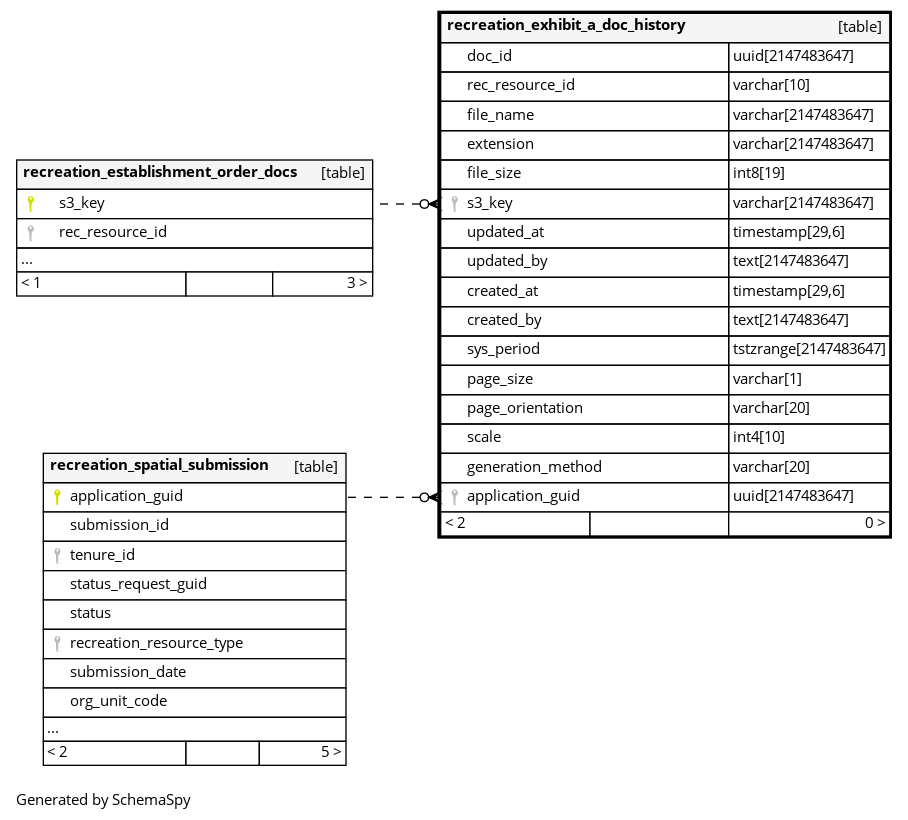 recreation_exhibit_a_doc_history [table]
doc_id uuid[2147483647]
rec_resource_id varchar[10]
file_name varchar[2147483647]
extension varchar[2147483647]
file_size int8[19]
s3_key varchar[2147483647]
updated_at timestamp[29,6]
updated_by text[2147483647]
created_at timestamp[29,6]
created_by text[2147483647]
sys_period tstzrange[2147483647]
page_size varchar[1]
page_orientation varchar[20]
scale int4[10]
generation_method varchar[20]
application_guid uuid[2147483647]
< 2 0 >
recreation_establishment_order_docs [table]
s3_key
rec_resource_id
...
< 1 3 >
recreation_spatial_submission [table]
application_guid
submission_id
tenure_id
status_request_guid
status
recreation_resource_type
submission_date
org_unit_code
...
< 2 5 >
Generated by SchemaSpy